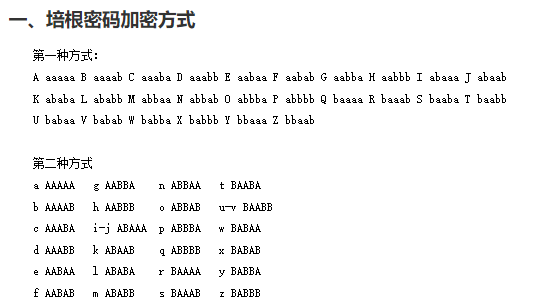 一、培根密码加密方式
第一种方式:
A aaaaa B aaaab C aaaba D aaabb E aabaa F aabab G aabba H aabbb I abaaa J abaab
K ababa L ababb M abbaa N abbab O abbba P abbbb Q baaaa R baaab S baaba T baabb
U babaa V babab W babba X babbb Y bbaaa Z bbaab
第二种方式
a AAAAA g AABBA n ABBAA t BAABA
b AAAAB h AABBB o ABBAB u-v BAABB
c AAABA i-j ABAAA p ABBBA w BABAA
d AAABB k ABAAB q ABBBB x BABAB
e AABAA l ABABA r BAAAA y BABBA
f AABAB m ABABB s BAAAB z BABBB